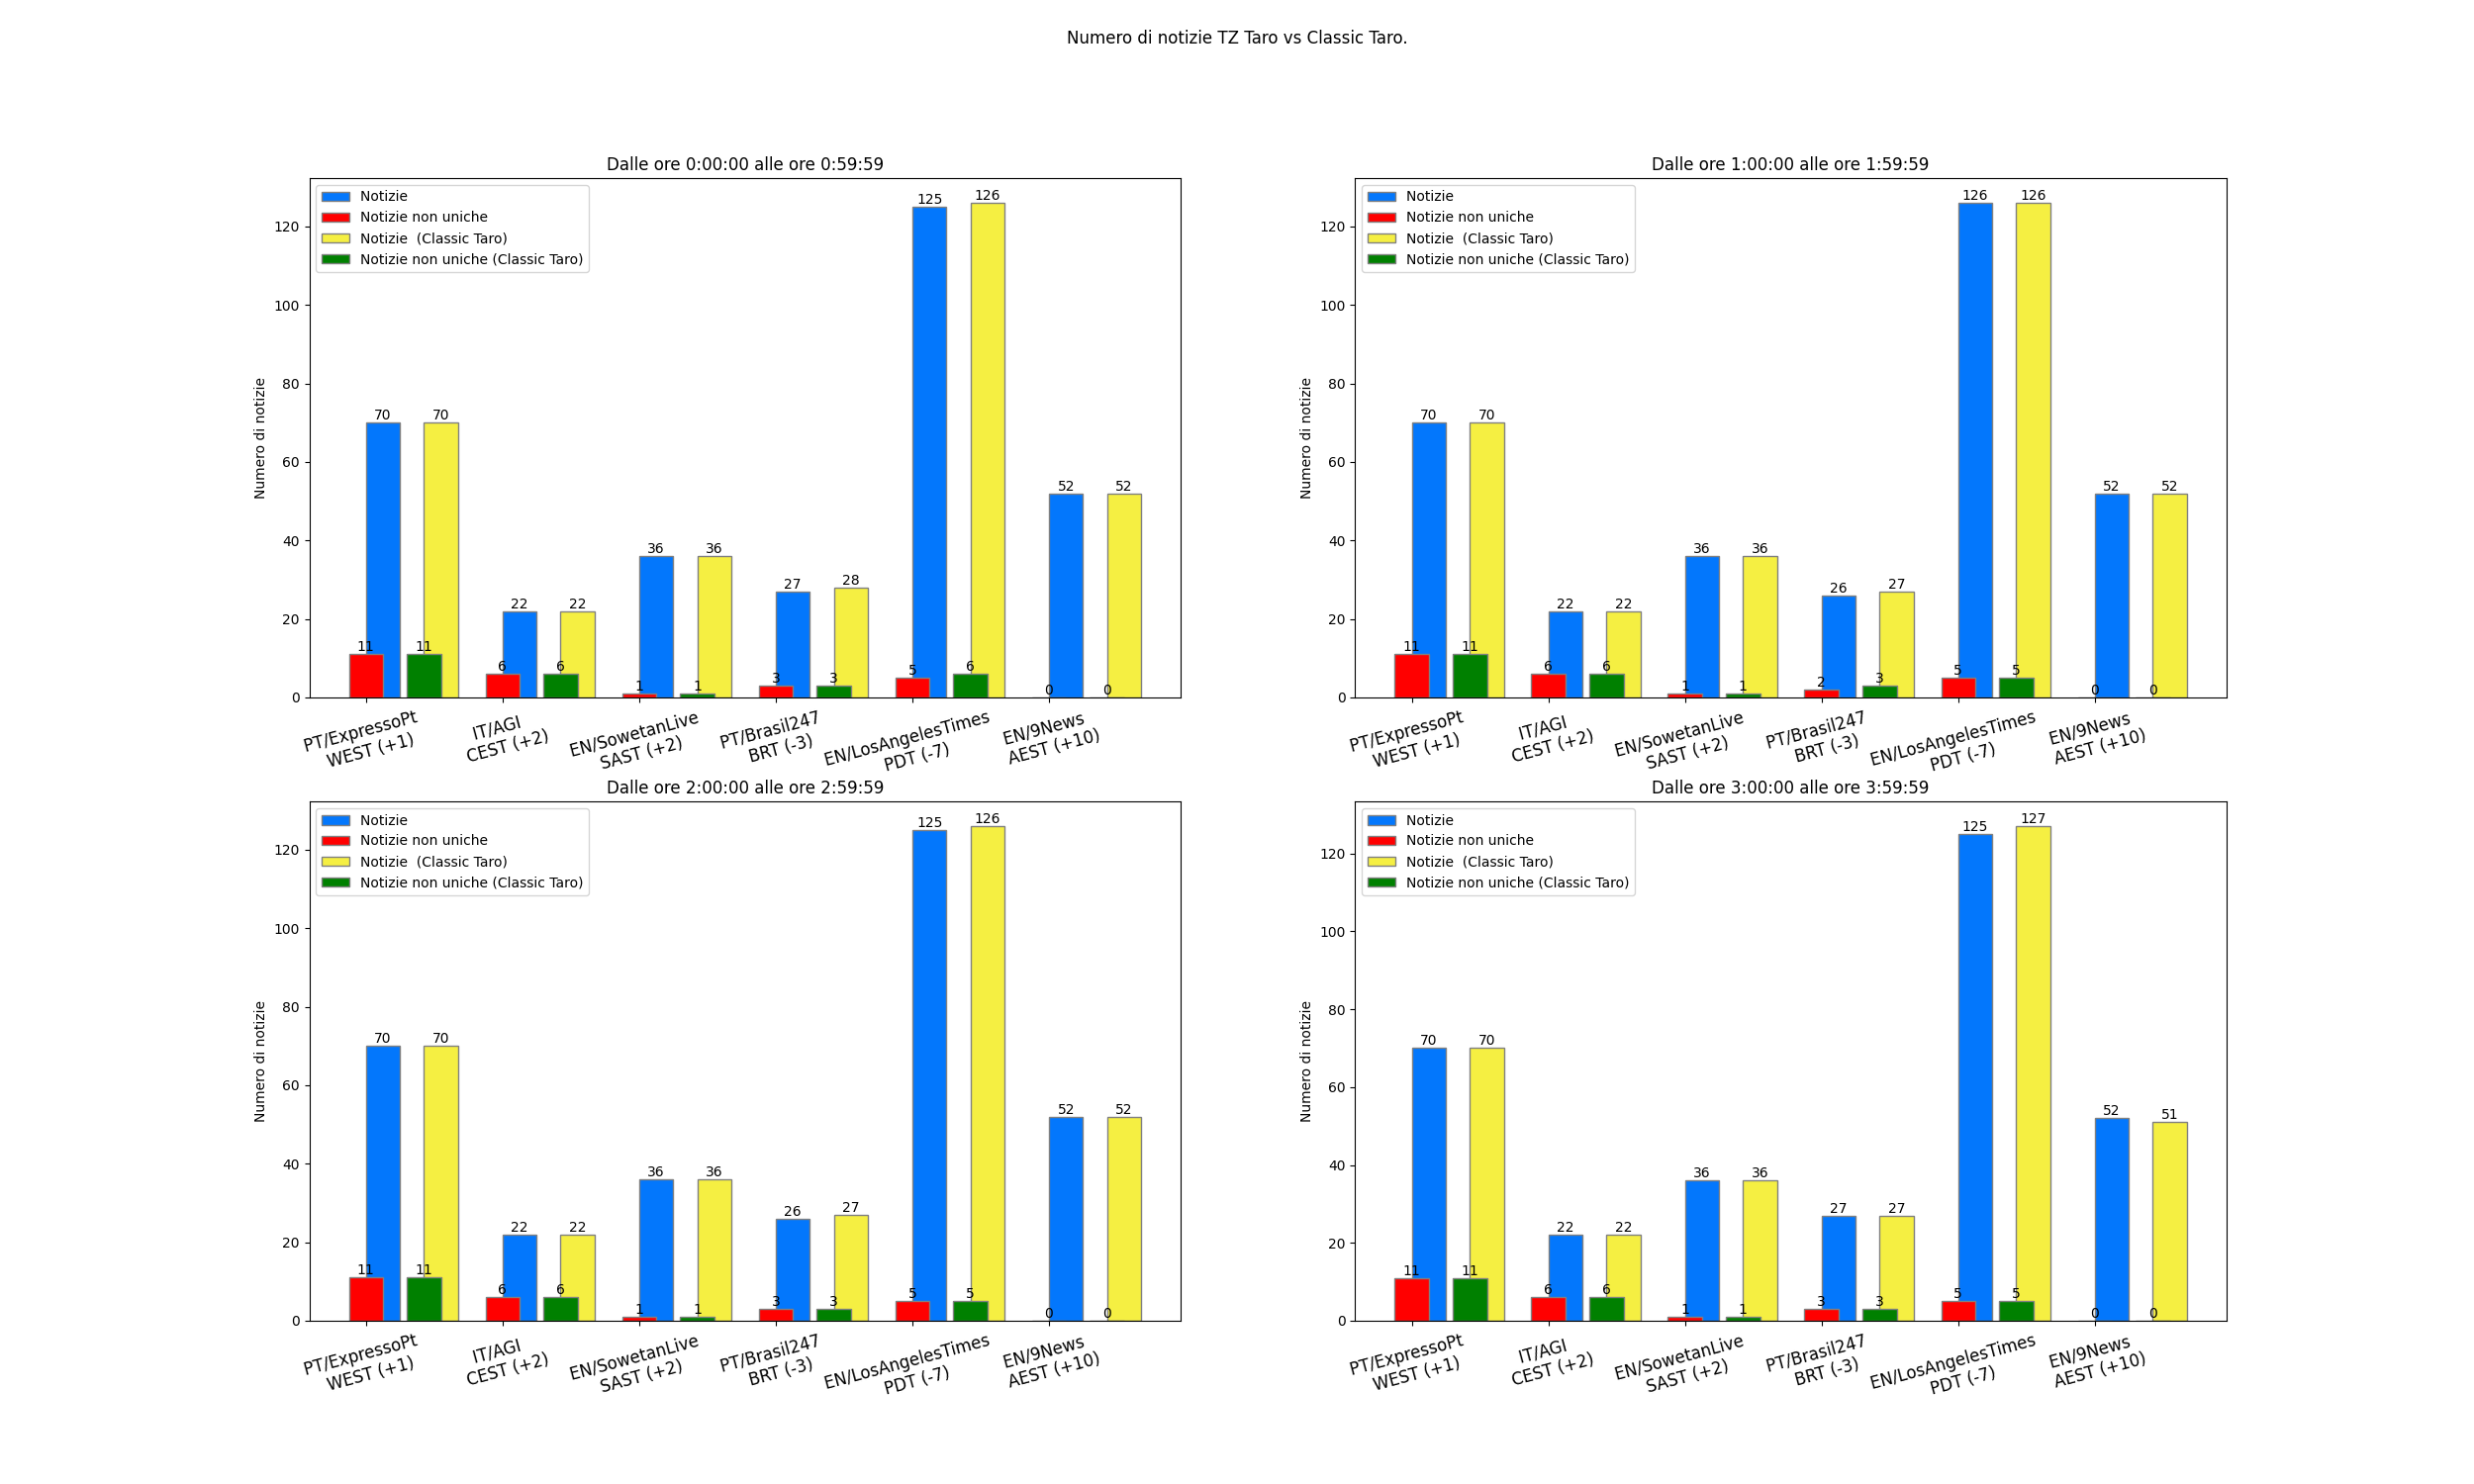 Numero di notizie TZ Taro vs Classic Taro.
Dalle ore 0:00:00 alle ore 0:59:59
Notizie
Notizie non uniche
Notizie  (Classic Taro)
Notizie non uniche (Classic Taro)
Numero di notizie
120
100
80
60
40
20
0
70 70 22 22 36 36 27 28 125 126 52 52
11 11 6 6 1 1 3 3 5 6 0 0
PT/ExpressoPt
WEST (+1)
IT/AGI
CEST (+2)
EN/SowetanLive
SAST (+2)
PT/Brasil247
BRT (-3)
EN/LosAngelesTimes
PDT (-7)
EN/9News
AEST (+10)
Dalle ore 1:00:00 alle ore 1:59:59
Notizie
Notizie non uniche
Notizie  (Classic Taro)
Notizie non uniche (Classic Taro)
Numero di notizie
120
100
80
60
40
20
0
70 70 22 22 36 36 26 27 126 126 52 52
11 11 6 6 1 1 2 3 5 5 0 0
PT/ExpressoPt
WEST (+1)
IT/AGI
CEST (+2)
EN/SowetanLive
SAST (+2)
PT/Brasil247
BRT (-3)
EN/LosAngelesTimes
PDT (-7)
EN/9News
AEST (+10)
Dalle ore 2:00:00 alle ore 2:59:59
Notizie
Notizie non uniche
Notizie  (Classic Taro)
Notizie non uniche (Classic Taro)
Numero di notizie
120
100
80
60
40
20
0
70 70 22 22 36 36 26 27 125 126 52 52
11 11 6 6 1 1 3 3 5 5 0 0
PT/ExpressoPt
WEST (+1)
IT/AGI
CEST (+2)
EN/SowetanLive
SAST (+2)
PT/Brasil247
BRT (-3)
EN/LosAngelesTimes
PDT (-7)
EN/9News
AEST (+10)
Dalle ore 3:00:00 alle ore 3:59:59
Notizie
Notizie non uniche
Notizie  (Classic Taro)
Notizie non uniche (Classic Taro)
Numero di notizie
120
100
80
60
40
20
0
70 70 22 22 36 36 27 27 125 127 52 51
11 11 6 6 1 1 3 3 5 5 0 0
PT/ExpressoPt
WEST (+1)
IT/AGI
CEST (+2)
EN/SowetanLive
SAST (+2)
PT/Brasil247
BRT (-3)
EN/LosAngelesTimes
PDT (-7)
EN/9News
AEST (+10)